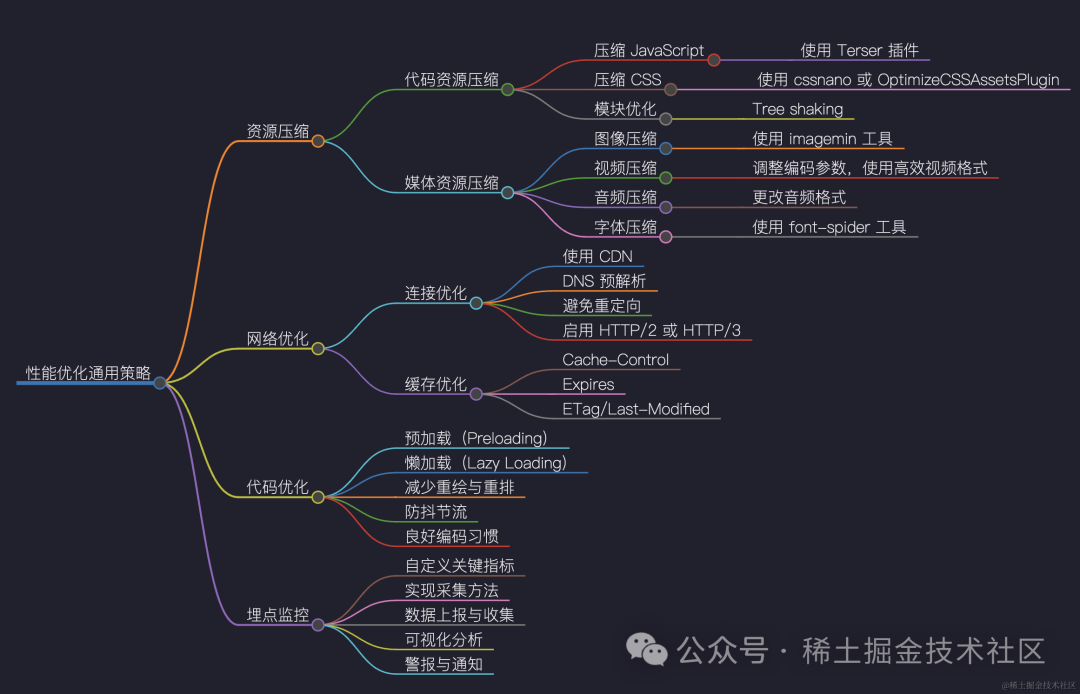 性能优化通用策略
资源压缩
代码资源压缩
压缩 JavaScript
使用 Terser 插件
压缩 CSS
使用 cssnano 或 OptimizeCSSAssetsPlugin
模块优化
Tree shaking
媒体资源压缩
图像压缩
使用 imagemin 工具
视频压缩
调整编码参数，使用高效视频格式
音频压缩
更改音频格式
字体压缩
使用 font-spider 工具
网络优化
连接优化
使用 CDN
DNS 预解析
避免重定向
启用 HTTP/2 或 HTTP/3
缓存优化
Cache-Control
Expires
ETag/Last-Modified
代码优化
预加载（Preloading）
懒加载（Lazy Loading）
减少重绘与重排
防抖节流
良好编码习惯
埋点监控
自定义关键指标
实现采集方法
数据上报与收集
可视化分析
警报与通知
公众号 · 稀土掘金技术社区
@稀土掘金技术社区